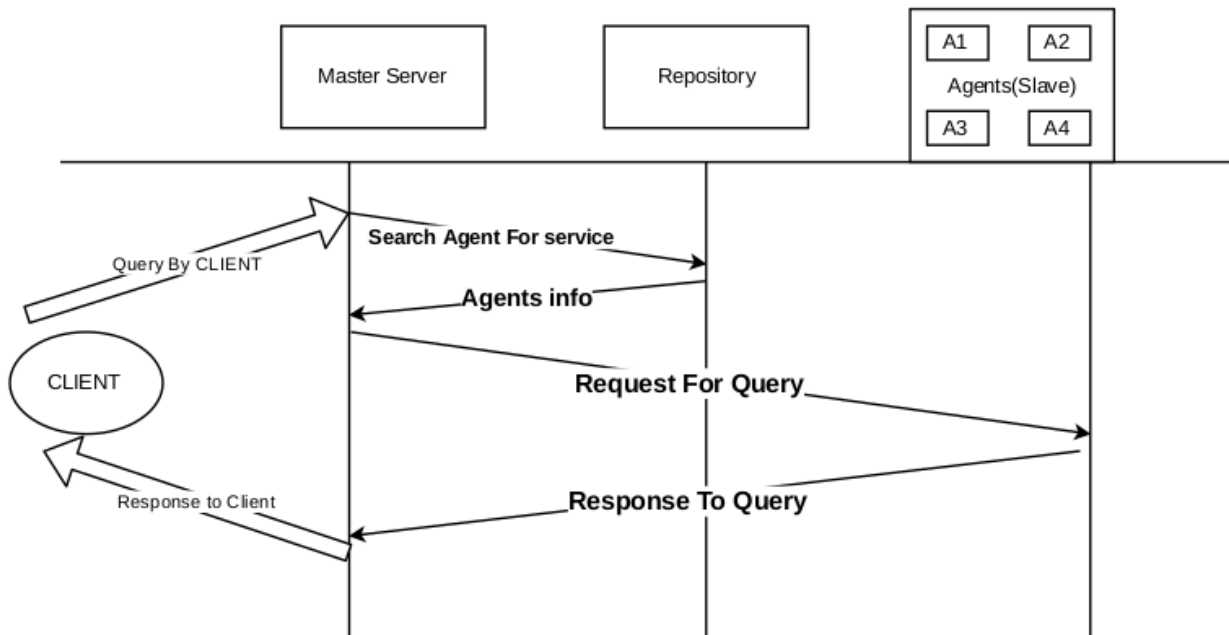 Master Server
Repository
A1
A2
Agents(Slave)
A3
A4
Search Agent For service
Query By CLIENT
Agents info
CLIENT
Request For Query
Response to Client
Response To Query